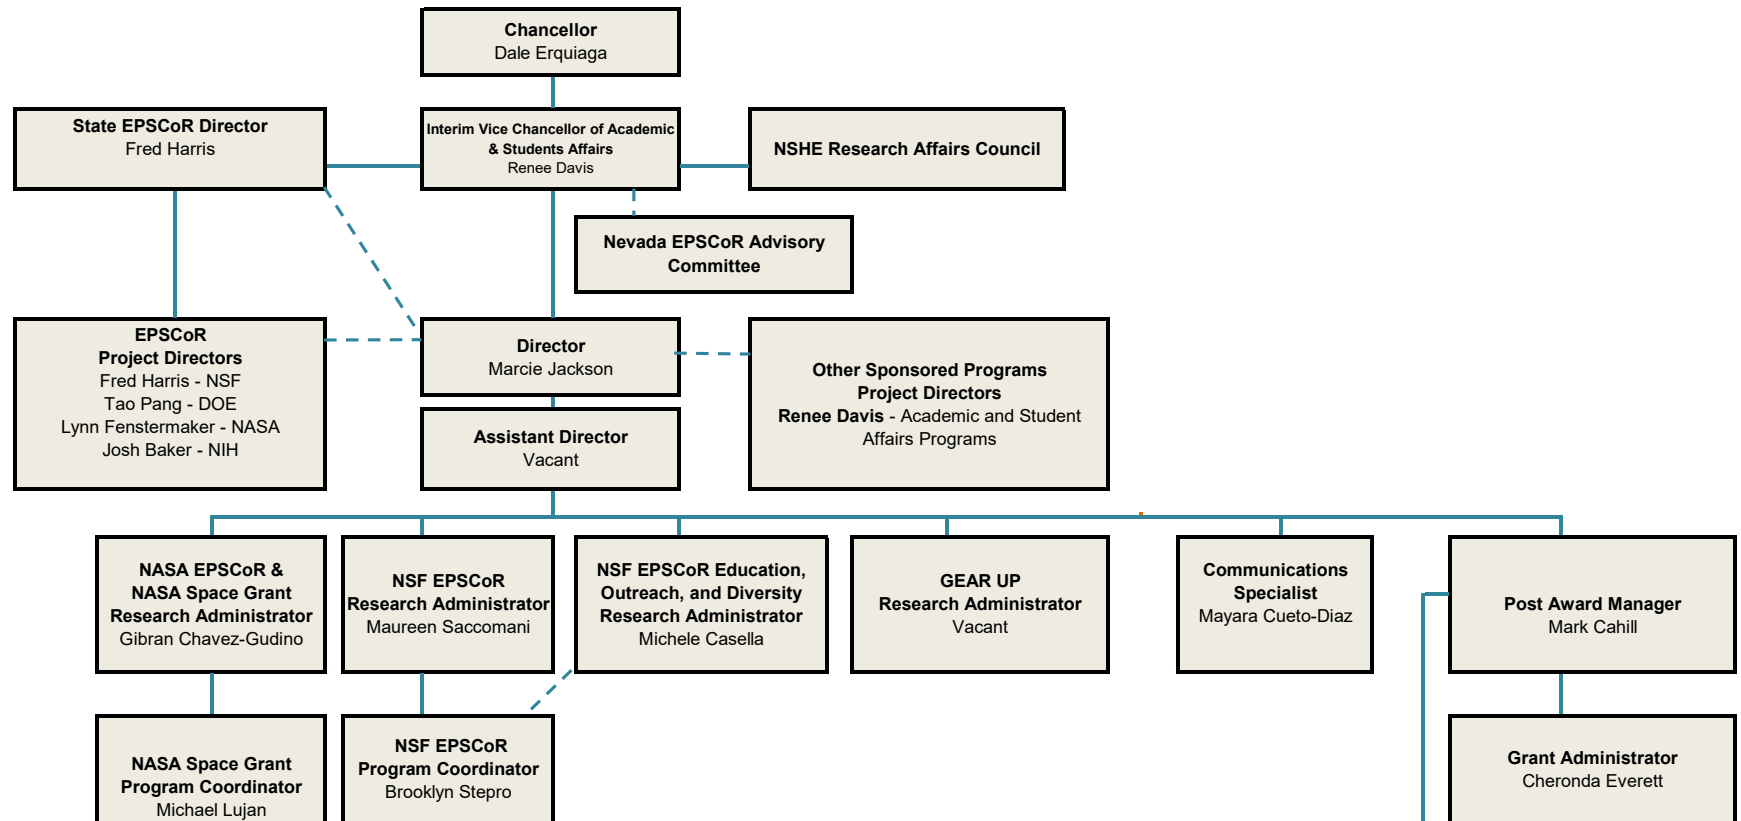 Chancellor
Dale Erquiaga
State EPSCoR Director
Fred Harris
Interim Vice Chancellor of Academic
& Students Affairs
Renee Davis
NSHE Research Affairs Council
Nevada EPSCoR Advisory
Committee
EPSCoR
Project Directors
Fred Harris - NSF
Tao Pang - DOE
Lynn Fenstermaker - NASA
Josh Baker - NIH
Director
Marcie Jackson
Other Sponsored Programs
Project Directors
Renee Davis - Academic and Student
Affairs Programs
Assistant Director
Vacant
NASA EPSCoR &
NASA Space Grant
Research Administrator
Gibran Chavez-Gudino
NSF EPSCoR
Research Administrator
Maureen Saccomani
NSF EPSCoR Education,
Outreach, and Diversity
Research Administrator
Michele Casella
GEAR UP
Research Administrator
Vacant
Communications
Specialist
Mayara Cueto-Diaz
Post Award Manager
Mark Cahill
NASA Space Grant
Program Coordinator
Michael Lujan
NSF EPSCoR
Program Coordinator
Brooklyn Stepro
Grant Administrator
Cheronda Everett